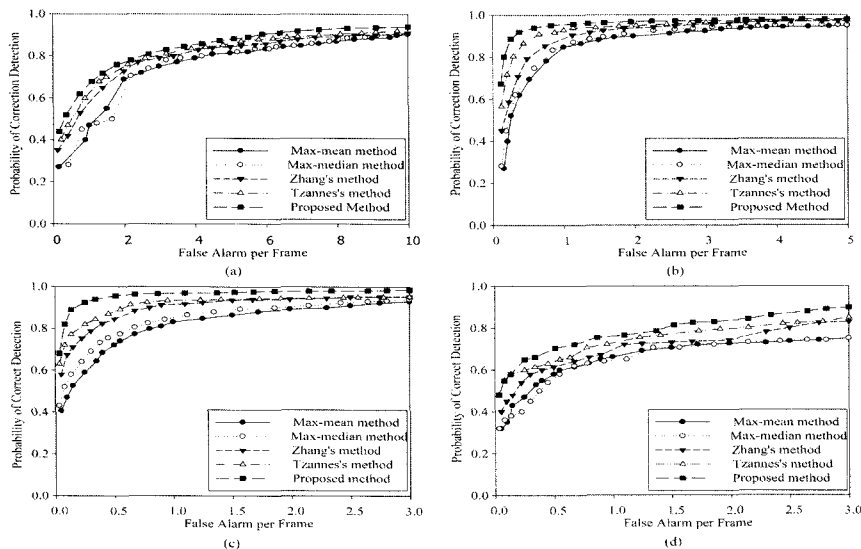 Probability of Correction Detection
1.0
0.8
0.6
0.4
0.2
0.0
Max-mean method
Max-median method
Zhang's method
Tzannes's method
Proposed Method
0 2 4 6 8 10
False Alarm per Frame
(a)
Probability of Correct Detection
1.0
0.8
0.6
0.4
0.2
0.0
Max-mean method
Max-median method
Zhang's method
Tzannes's method
Proposed Method
0 1 2 3 4 5
False Alarm per Frame
(b)
Probability of Correct Detection
1.0
0.8
0.6
0.4
0.2
0.0
Max-mean method
Max-median method
Zhang's method
Tzannes's method
Proposed method
0.0 0.5 1.0 1.5 2.0 2.5 3.0
False Alarm per Frame
(c)
Probability of Correct Detection
1.0
0.8
0.6
0.4
0.2
0.0
Max-mean method
Max-median method
Zhang's method
Tzannes's method
Proposed method
0.0 0.5 1.0 1.5 2.0 2.5 3.0
False Alarm per Frame
(d)